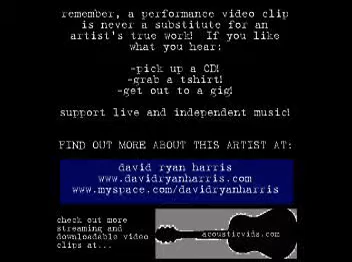 remember, a performance video clip
is never a substitute for an
artist's true work! If you like
what you hear:
-pick up a CD!
-grab a tshirt!
-get out to a gig!
support live and independent music!
FIND OUT MORE ABOUT THIS ARTIST AT:
david ryan harris
www.davidryanharris.com
www.myspace.com/davidryanharris
check out more
streaming and
downloadable video
clips at...
acousticvids.com